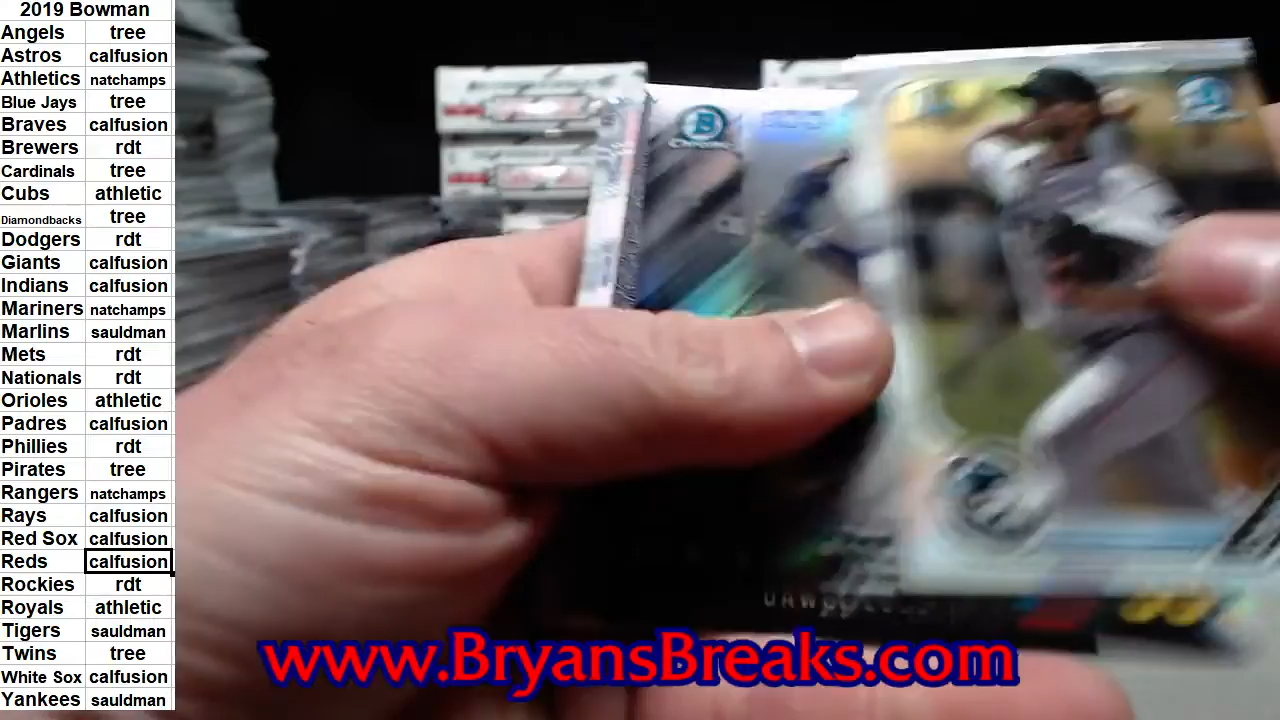 2019 Bowman
Angels tree
Astros calfusion
Athletics natchamps
Blue Jays tree
Braves calfusion
Brewers rdt
Cardinals tree
Cubs athletic
Diamondbacks tree
Dodgers rdt
Giants calfusion
Indians calfusion
Mariners natchamps
Marlins sauldman
Mets rdt
Nationals rdt
Orioles athletic
Padres calfusion
Phillies rdt
Pirates tree
Rangers natchamps
Rays calfusion
Red Sox calfusion
Reds calfusion
Rockies rdt
Royals athletic
Tigers sauldman
Twins tree
White Sox calfusion
Yankees sauldman
B
CHROME
www.BryansBreaks.com